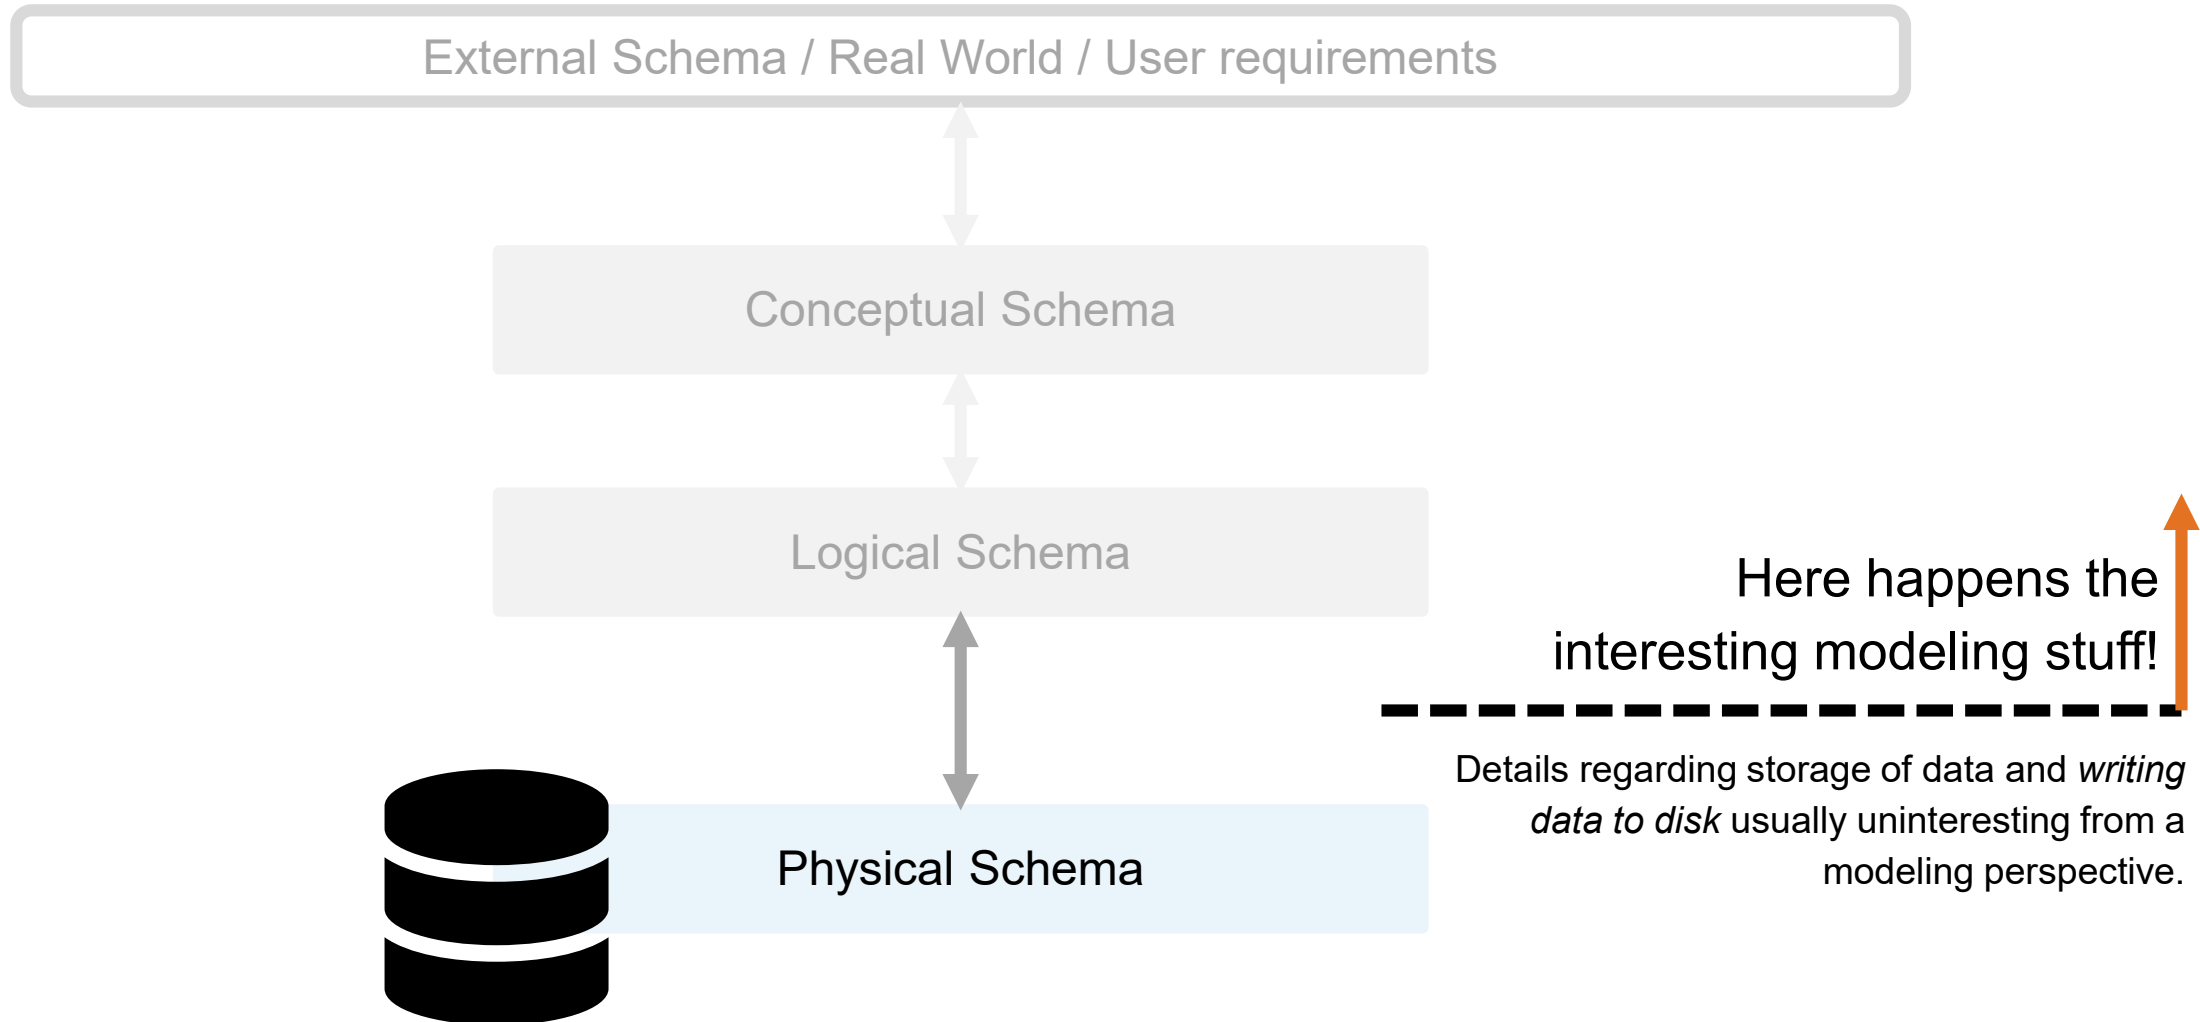 External Schema / Real World / User requirements
Conceptual Schema
Logical Schema
Here happens the
interesting modeling stuff!
Details regarding storage of data and writing
data to disk usually uninteresting from a
modeling perspective.
Physical Schema